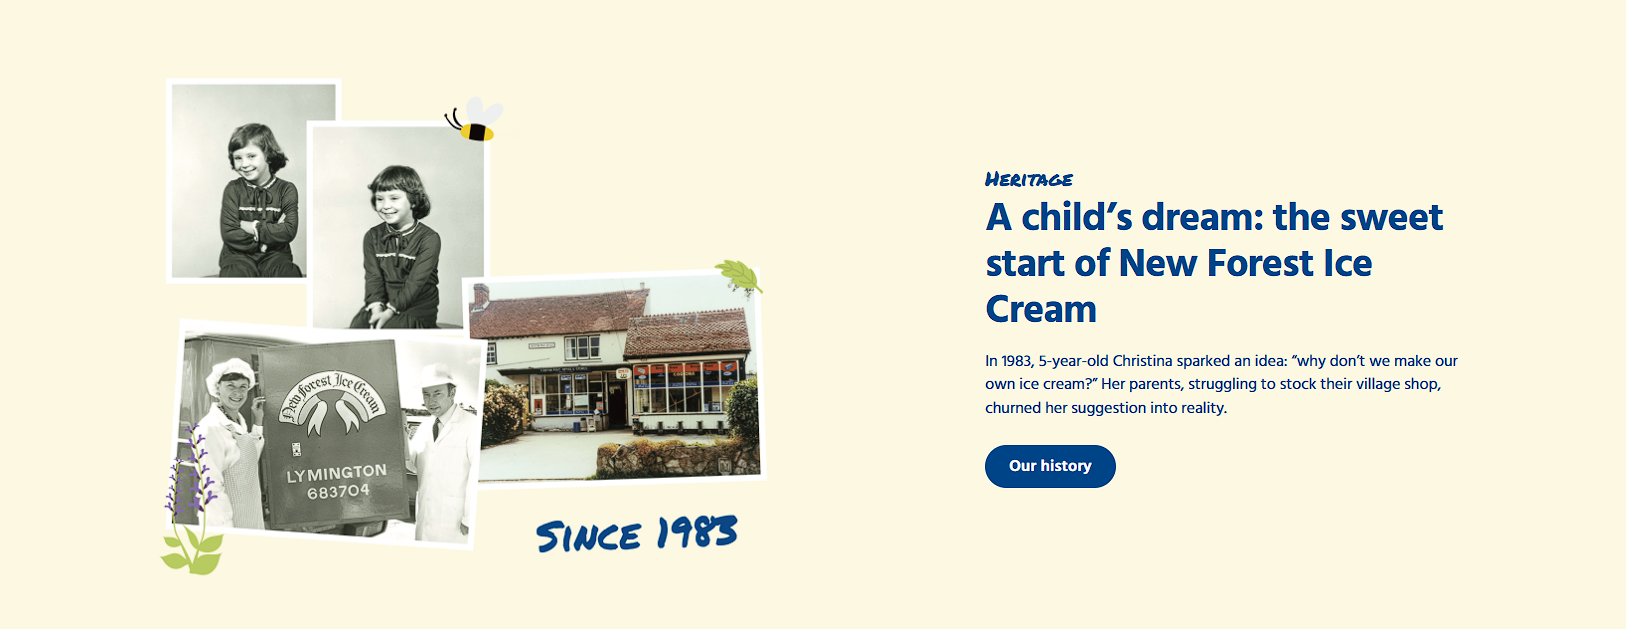 New Forest Ice Cream
LYMINGTON
683704
SINCE 1983
HERITAGE
A child’s dream: the sweet
start of New Forest Ice
Cream
In 1983, 5-year-old Christina sparked an idea: “why don’t we make our
own ice cream?” Her parents, struggling to stock their village shop,
churned her suggestion into reality.
Our history